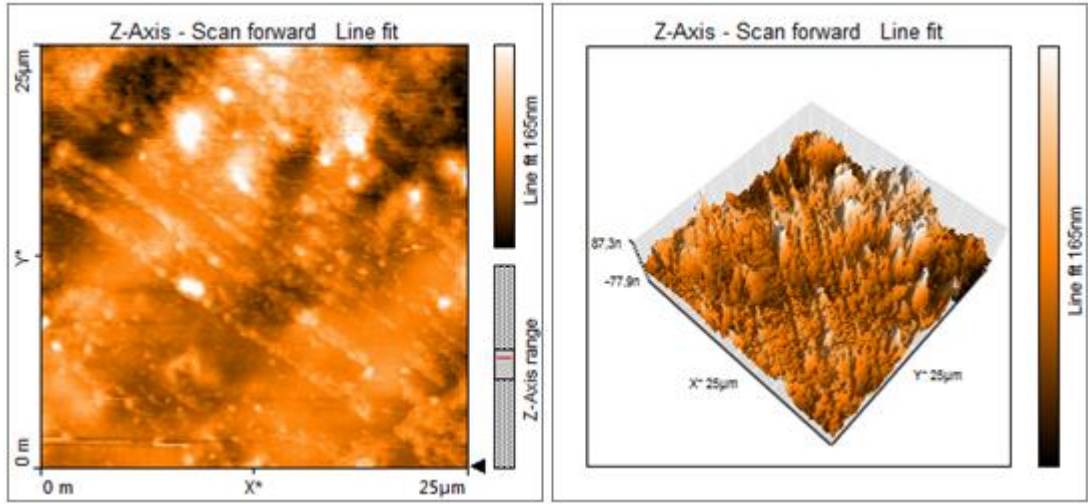 Z-Axis - Scan forward Line fit
25µm
Y*
0 m
0 m
X*
25µm
Line fit 165nm
Z-Axis range
Z-Axis - Scan forward Line fit
87,3n
-77,9n
X* 25µm
Y* 25µm
Line fit 165nm